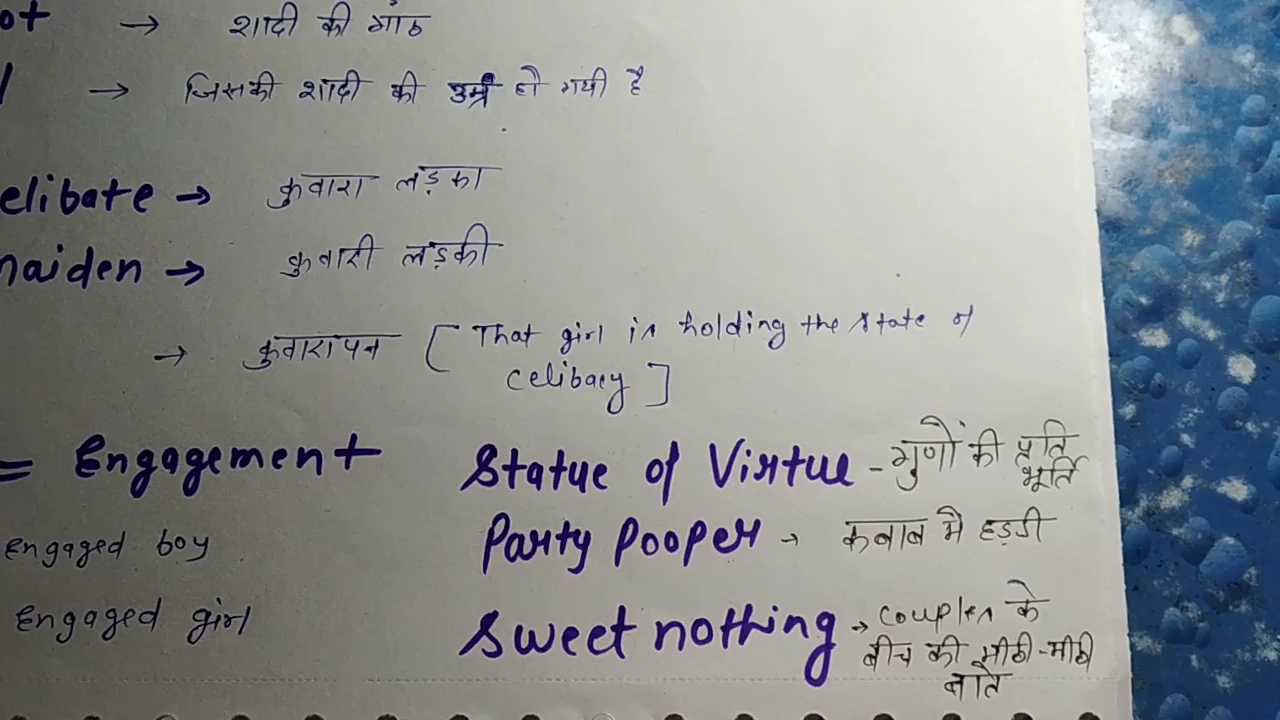 ot → शादी की गांठ
→ जिसकी शादी की उम्र हो गयी है
elibate → कुवारा लड़का
maiden → कुवारी लड़की
→ कुवारापन [That girl is holding the state of
celibacy]
= Engagement Statue of Virtue - गुणों की प्रति
मूर्ति
Engaged boy Party Pooper → कबाब मे हड्डी
Engaged girl Sweet nothing → couples के
बीच की मीठी-मीठी
बाते